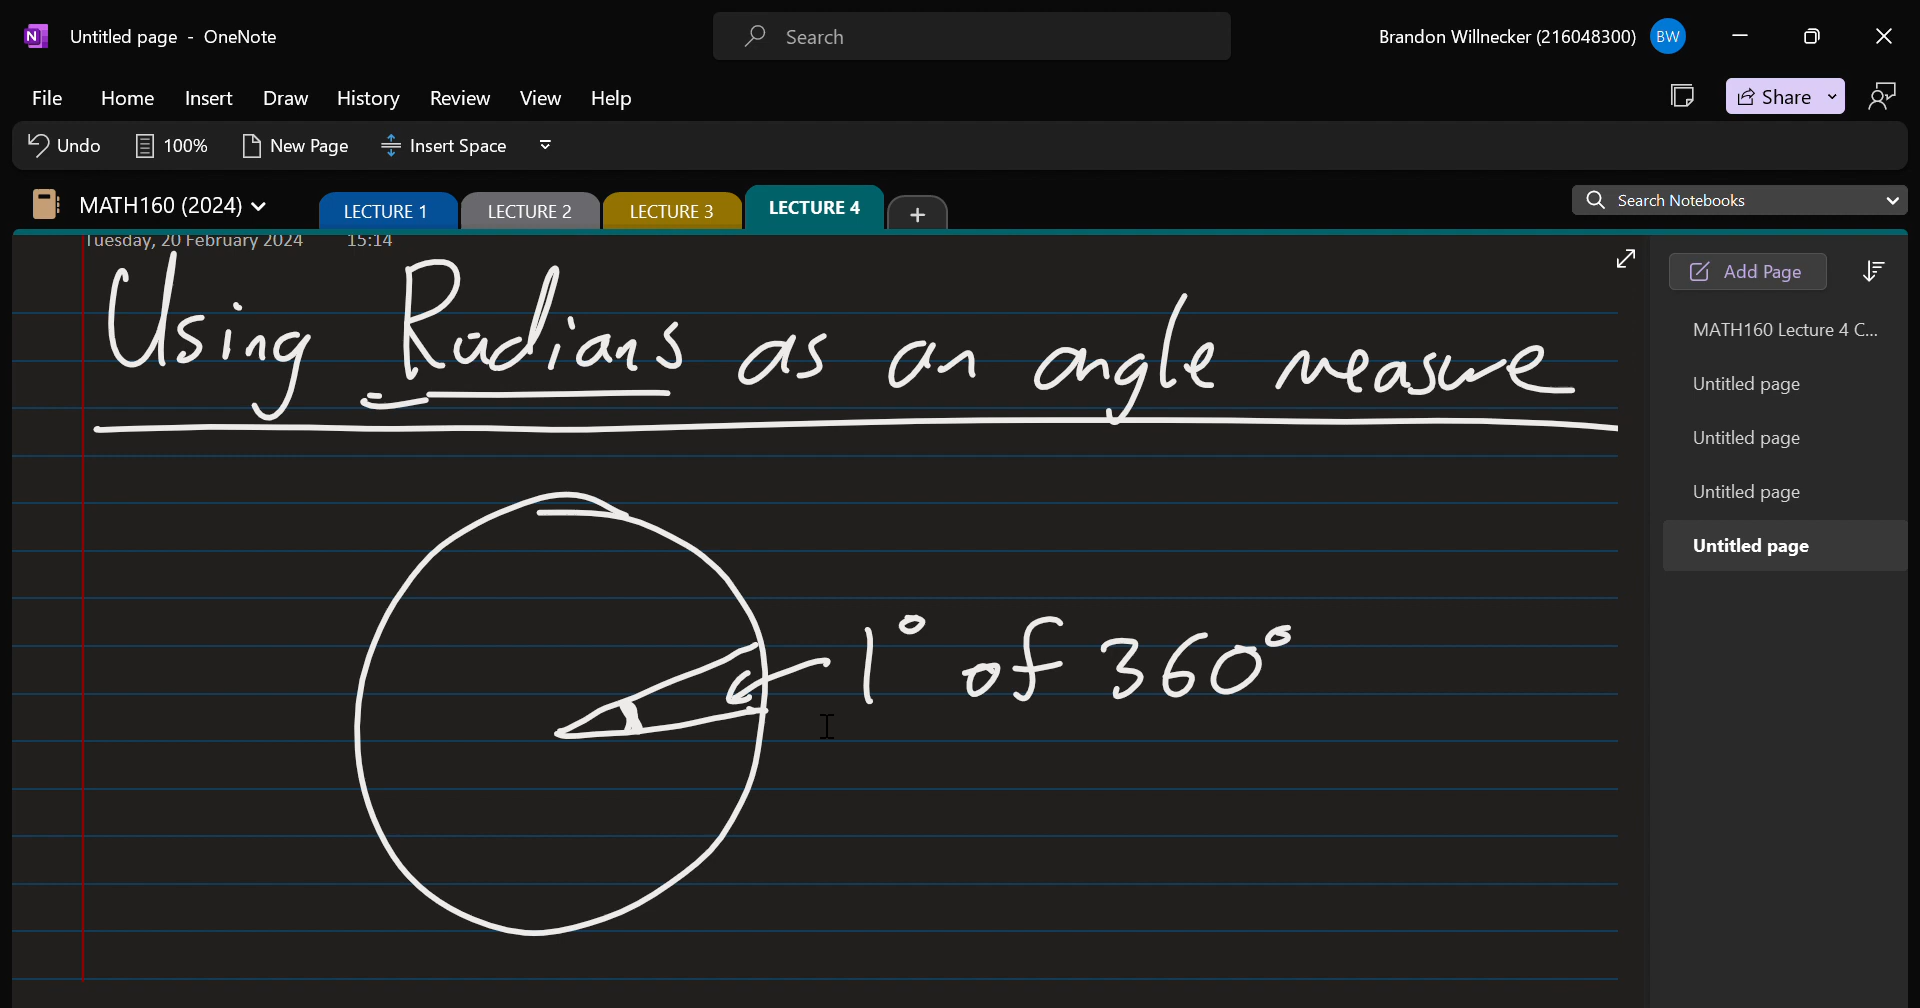 Untitled page - OneNote
Search
Brandon Willnecker (216048300) BW
File Home Insert Draw History Review View Help
Share
Undo 100% New Page Insert Space
MATH160 (2024) LECTURE 1 LECTURE 2 LECTURE 3 LECTURE 4 +
Search Notebooks
Tuesday, 20 February 2024 15:14
Using Radians as an angle measure
1° of 360°
Add Page
MATH160 Lecture 4 C...
Untitled page
Untitled page
Untitled page
Untitled page